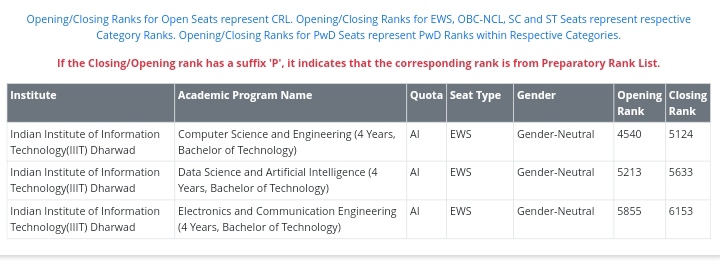 Opening/Closing Ranks for Open Seats represent CRL. Opening/Closing Ranks for EWS, OBC-NCL, SC and ST Seats represent respective
Category Ranks. Opening/Closing Ranks for PwD Seats represent PwD Ranks within Respective Categories.
If the Closing/Opening rank has a suffix 'P', it indicates that the corresponding rank is from Preparatory Rank List.
Institute Academic Program Name Quota Seat Type Gender Opening Closing
Rank Rank
Indian Institute of Information Computer Science and Engineering (4 Years, AI EWS Gender-Neutral 4540 5124
Technology(IIIT) Dharwad Bachelor of Technology)
Indian Institute of Information Data Science and Artificial Intelligence (4 AI EWS Gender-Neutral 5213 5633
Technology(IIIT) Dharwad Years, Bachelor of Technology)
Indian Institute of Information Electronics and Communication Engineering AI EWS Gender-Neutral 5855 6153
Technology(IIIT) Dharwad (4 Years, Bachelor of Technology)